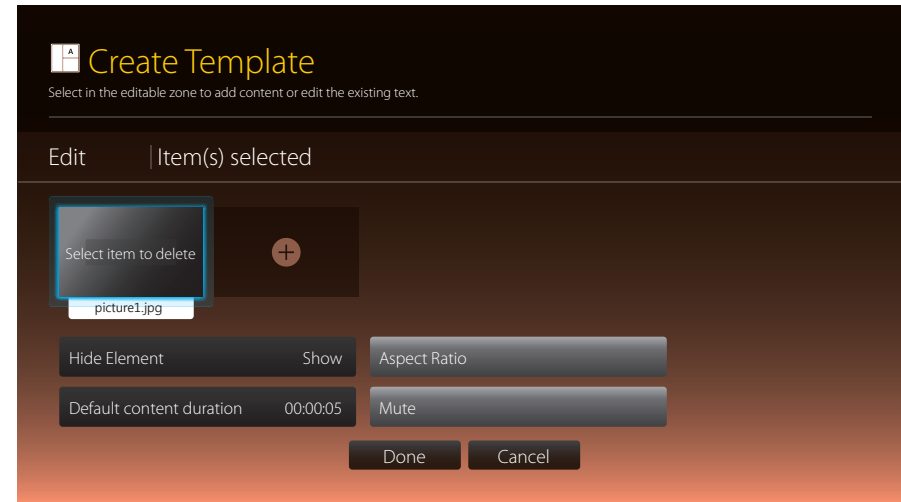 A
Create Template
Select in the editable zone to add content or edit the existing text.
Edit
Item(s) selected
Select item to delete
picture1.jpg
Hide Element Show
Aspect Ratio
Default content duration 00:00:05
Mute
Done
Cancel